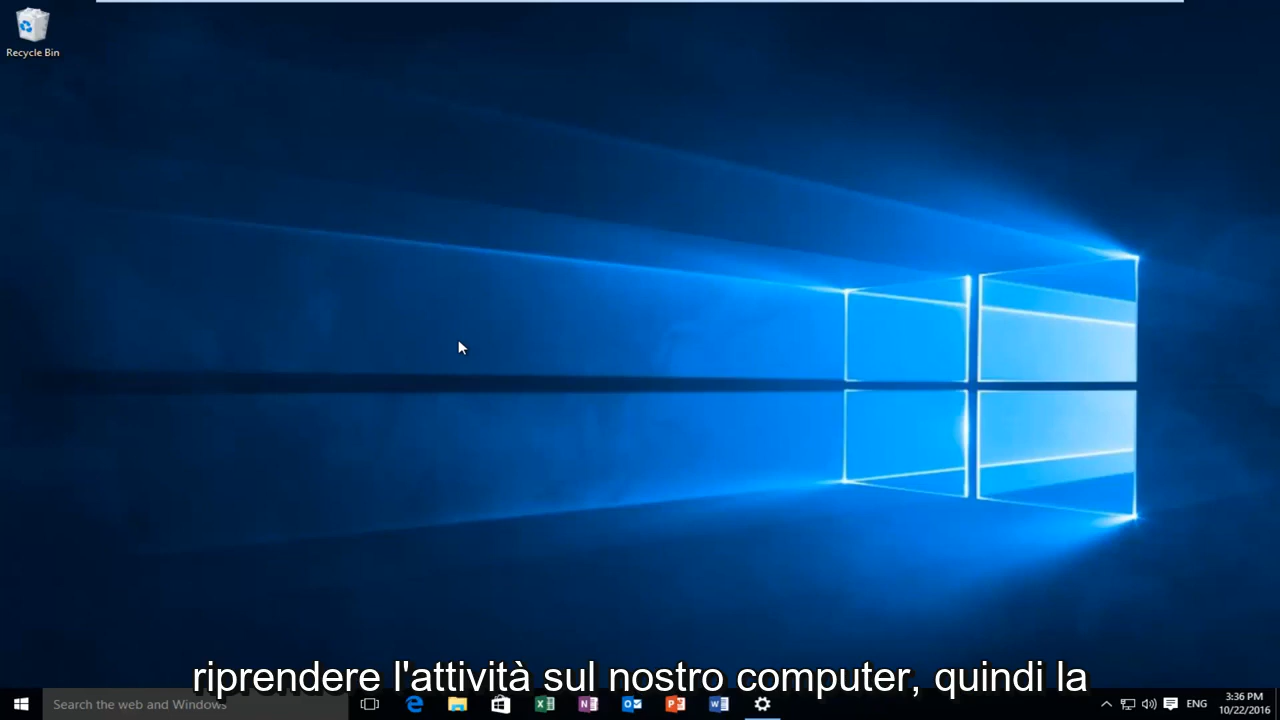 Recycle Bin
riprendere l'attività sul nostro computer, quindi la
Search the web and Windows
ENG
3:36 PM
10/22/2016